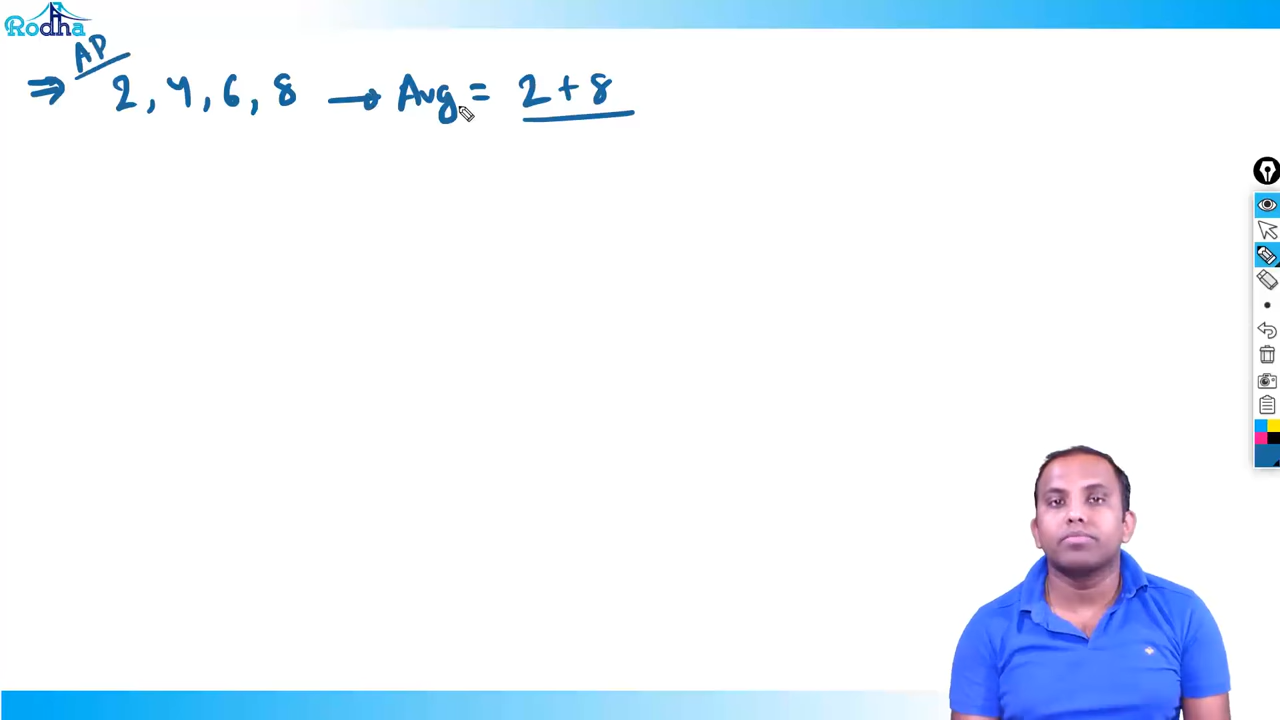 Rodha
AP
⇒ 2, 4, 6, 8 → Avg = 2 + 8